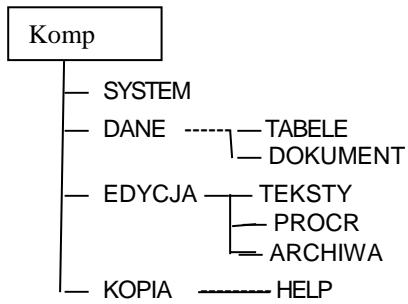 Komp
SYSTEM
DANE TABELE
DOKUMENT
EDYCJA TEKSTY
PROCR
ARCHIWA
KOPIA HELP